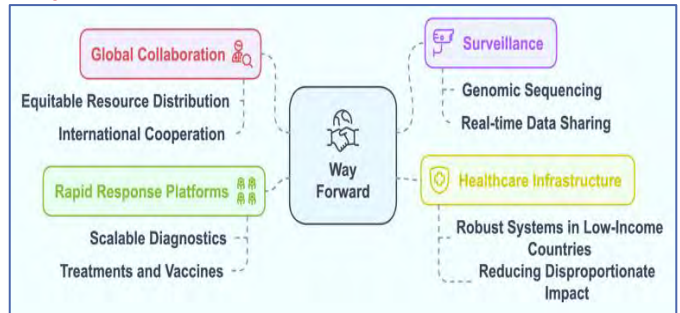 Global Collaboration
Equitable Resource Distribution
International Cooperation
Rapid Response Platforms
Scalable Diagnostics
Treatments and Vaccines
Way
Forward
Surveillance
Genomic Sequencing
Real-time Data Sharing
Healthcare Infrastructure
Robust Systems in Low-Income
Countries
Reducing Disproportionate
Impact